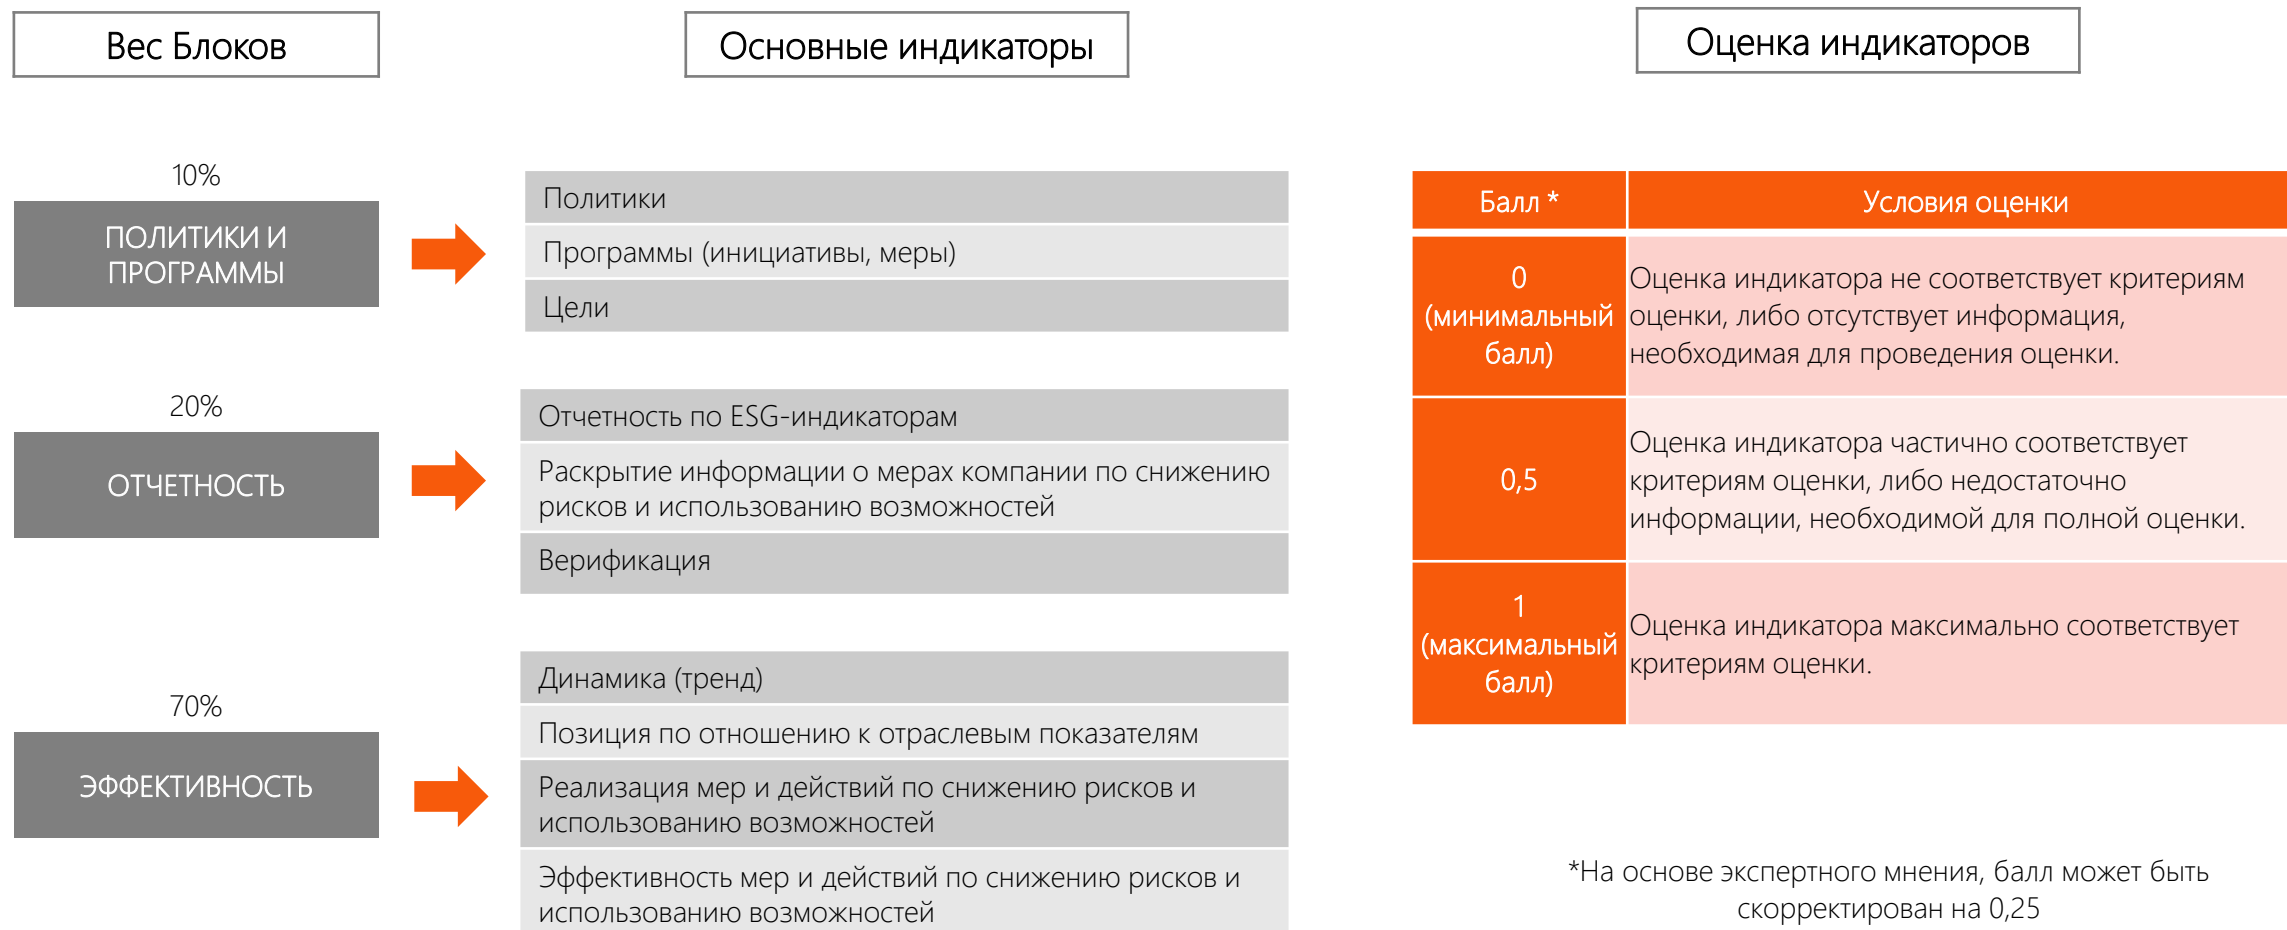 Вес Блоков
Основные индикаторы
Оценка индикаторов
10%
ПОЛИТИКИ И
ПРОГРАММЫ
Политики
Программы (инициативы, меры)
Цели
20%
ОТЧЕТНОСТЬ
Отчетность по ESG-индикаторам
Раскрытие информации о мерах компании по снижению
рисков и использованию возможностей
Верификация
70%
ЭФФЕКТИВНОСТЬ
Динамика (тренд)
Позиция по отношению к отраслевым показателям
Реализация мер и действий по снижению рисков и
использованию возможностей
Эффективность мер и действий по снижению рисков и
использованию возможностей
Балл *
Условия оценки
0
(минимальный
балл)
Оценка индикатора не соответствует критериям
оценки, либо отсутствует информация,
необходимая для проведения оценки.
0,5
Оценка индикатора частично соответствует
критериям оценки, либо недостаточно
информации, необходимой для полной оценки.
1
(максимальный
балл)
Оценка индикатора максимально соответствует
критериям оценки.
*На основе экспертного мнения, балл может быть
скорректирован на 0,25